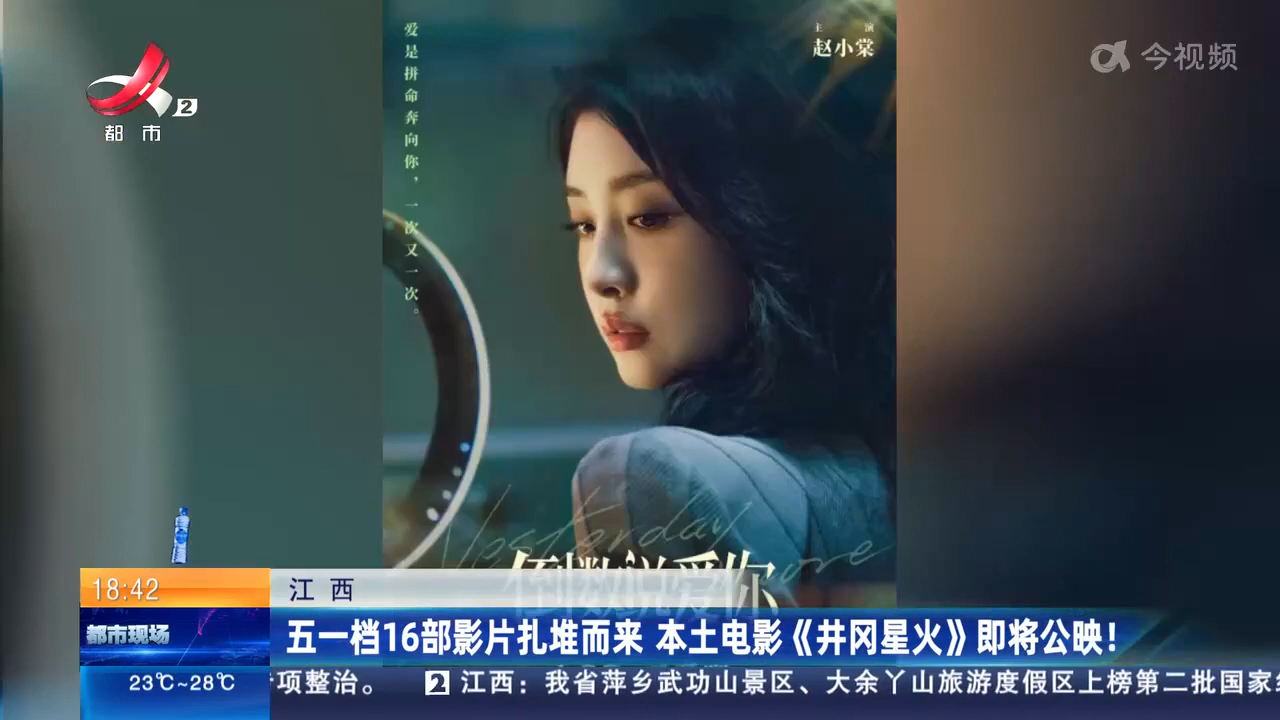 爱是拼命奔向你，一次又一次。
主演
赵小棠
今视频
2
都市
Yesterday
more
倒数说爱你
18:42
江西
都市现场
五一档16部影片扎堆而来 本土电影《井冈星火》即将公映！
23℃~28℃
项整治。 2 江西：我省萍乡武功山景区、大余丫山旅游度假区上榜第二批国家